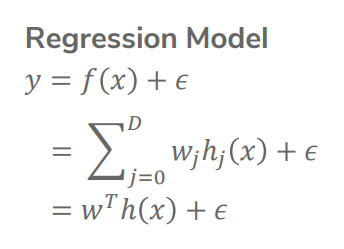 Regression Model
y = f(x) + ϵ
= ∑_{j=0}^{D} w_j h_j(x) + ϵ
= w^T h(x) + ϵ